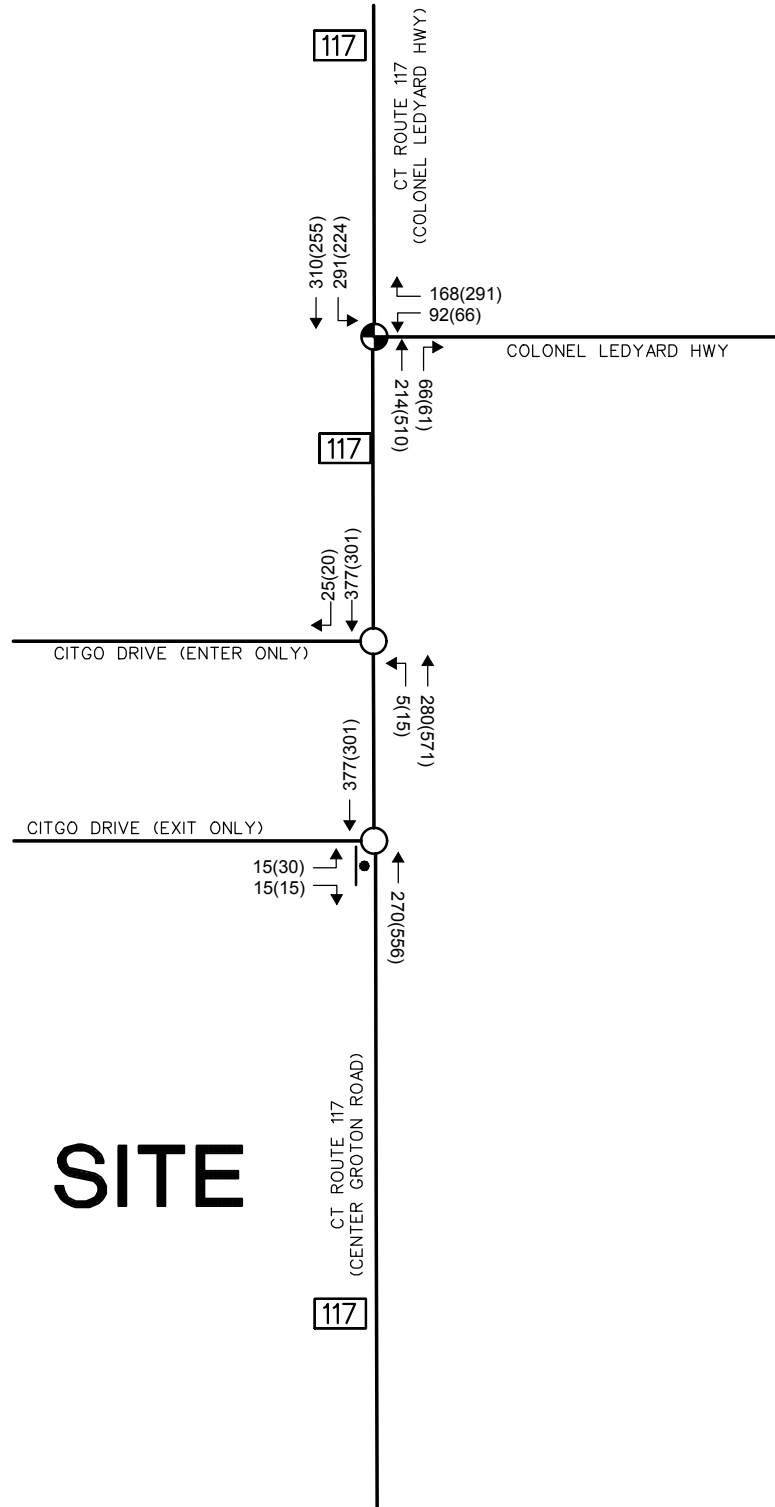 117
CT ROUTE 117
(COLONEL LEDYARD HWY)
310(255)
291(224)
168(291)
92(66)
COLONEL LEDYARD HWY
214(510)
66(61)
117
25(20)
377(301)
CITGO DRIVE (ENTER ONLY)
5(15)
280(571)
377(301)
CITGO DRIVE (EXIT ONLY)
15(30)
15(15)
270(556)
CT ROUTE 117
(CENTER GROTON ROAD)
SITE
117